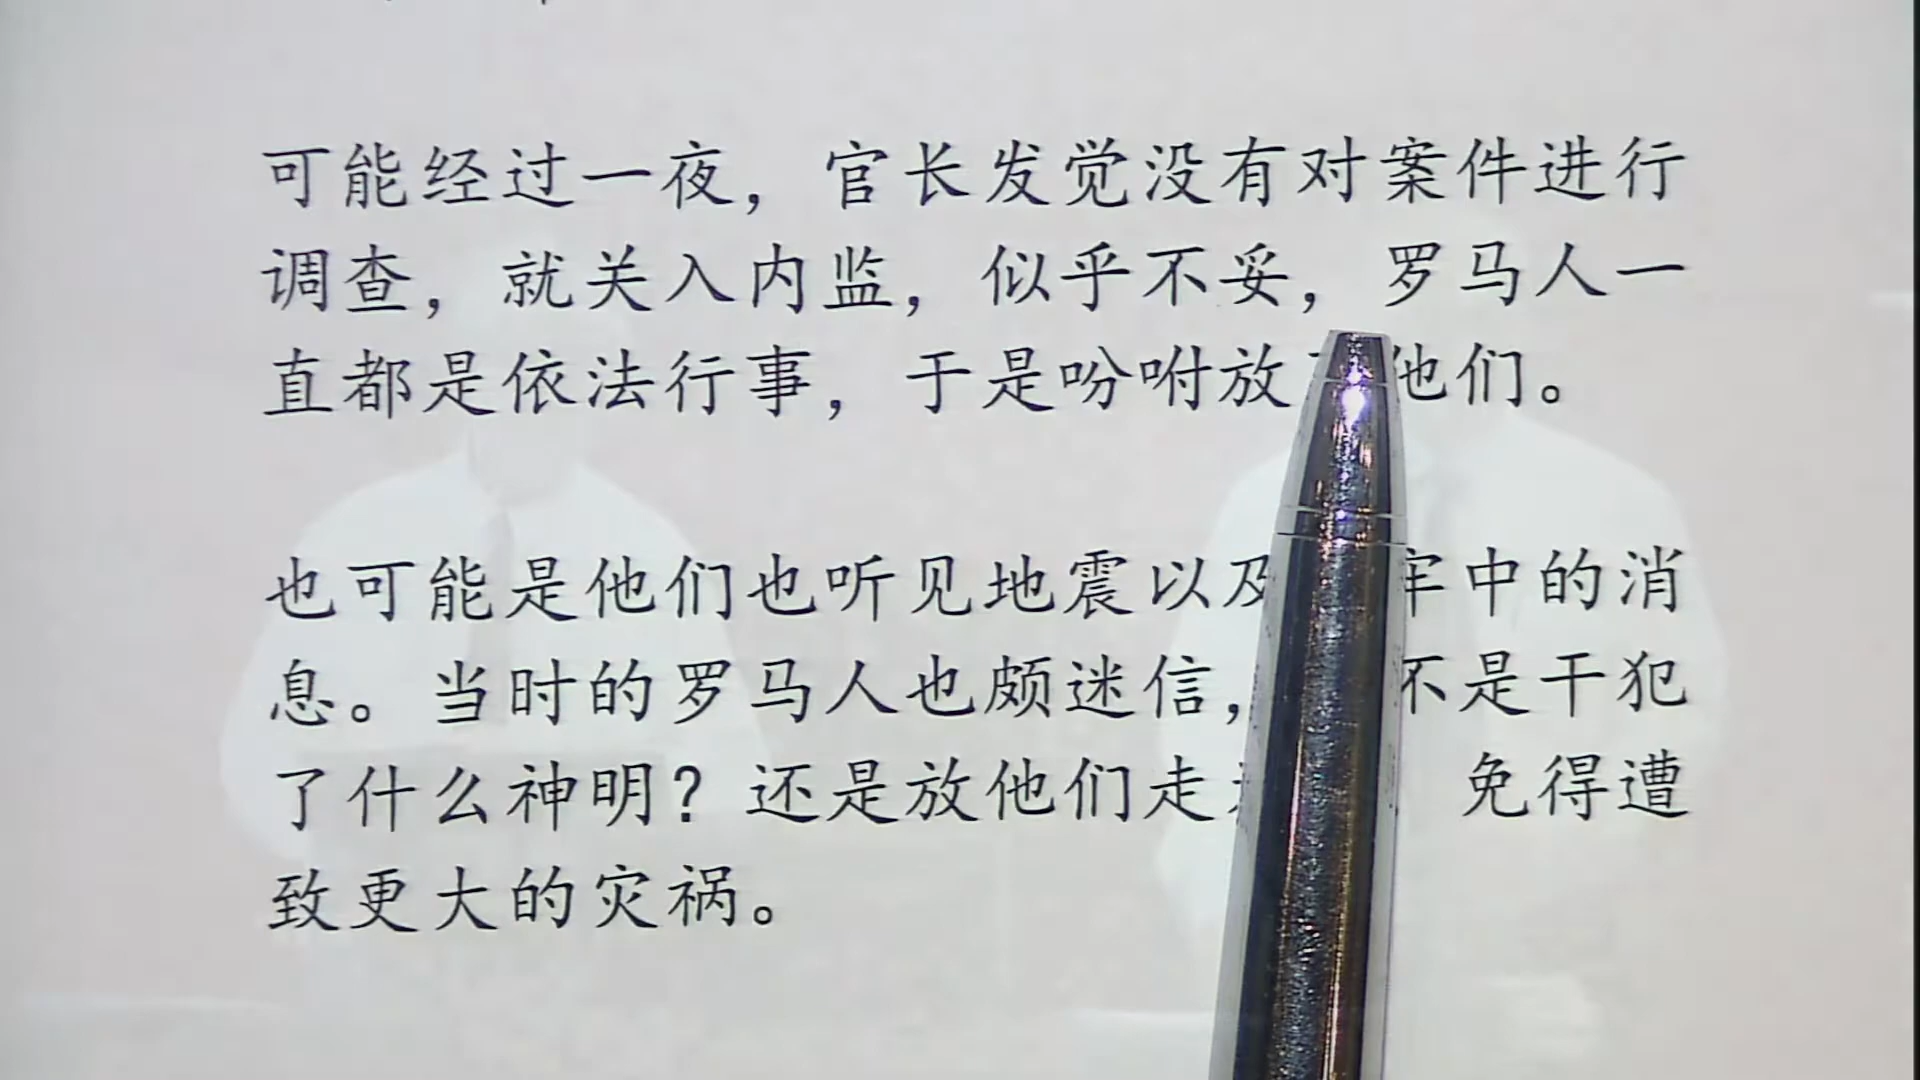 可能经过一夜，官长发觉没有对案件进行
调查，就关入内监，似乎不妥，罗马人一
直都是依法行事，于是吩咐放他们。
也可能是他们也听见地震以及牢中的消
息。当时的罗马人也颇迷信，不是干犯
了什么神明？还是放他们走 免得遭
致更大的灾祸。